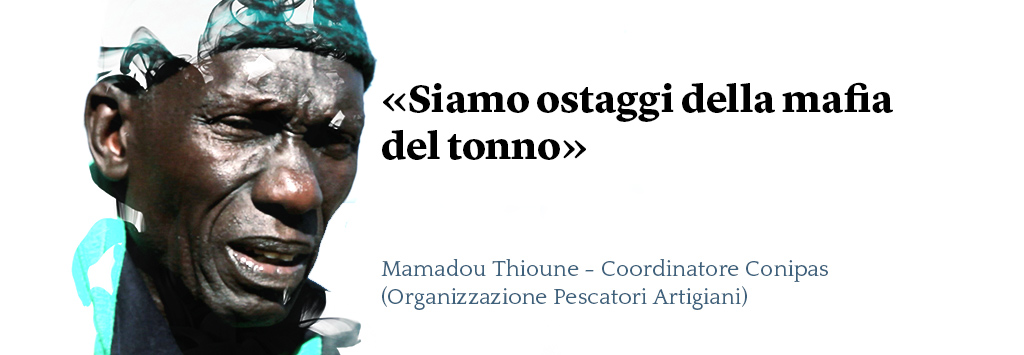 «Siamo ostaggi della mafia
del tonno»
Mamadou Thioune – Coordinatore Conipas
(Organizzazione Pescatori Artigiani)